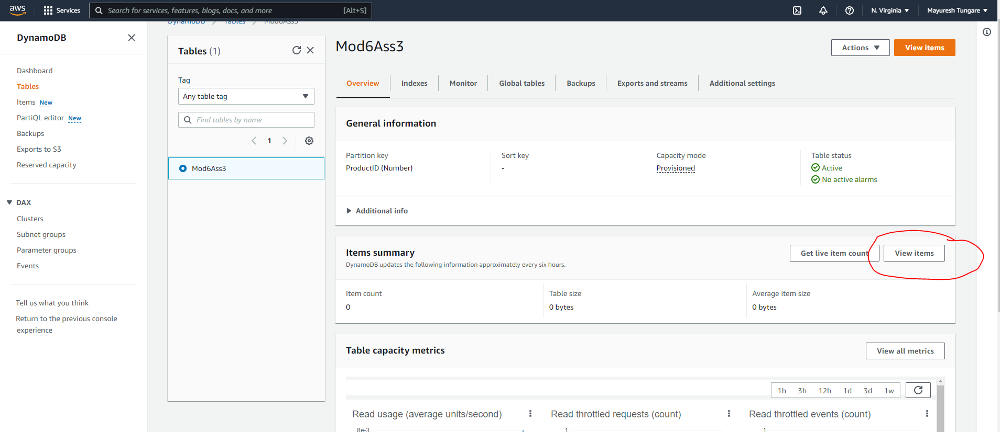 aws Services Search for services, features, blogs, docs, and more [Alt+S] N. Virginia Mayuresh Tungare
DynamoDB
Dashboard
Tables
Items New
PartiQL editor New
Backups
Exports to S3
Reserved capacity
DAX
Clusters
Subnet groups
Parameter groups
Events
Tell us what you think
Return to the previous console
experience
DynamoDB Tables Mod6Ass3
Tables (1)
Tag
Any table tag
Find tables by name
1
Mod6Ass3
Mod6Ass3
Actions View items
Overview Indexes Monitor Global tables Backups Exports and streams Additional settings
General information
Partition key Sort key Capacity mode Table status
ProductID (Number) - Provisioned Active
No active alarms
Additional info
Items summary Get live item count View items
DynamoDB updates the following information approximately every six hours.
Item count Table size Average item size
0 0 bytes 0 bytes
Table capacity metrics View all metrics
1h 3h 12h 1d 3d 1w
Read usage (average units/second) Read throttled requests (count) Read throttled events (count)
8e-3 1 1